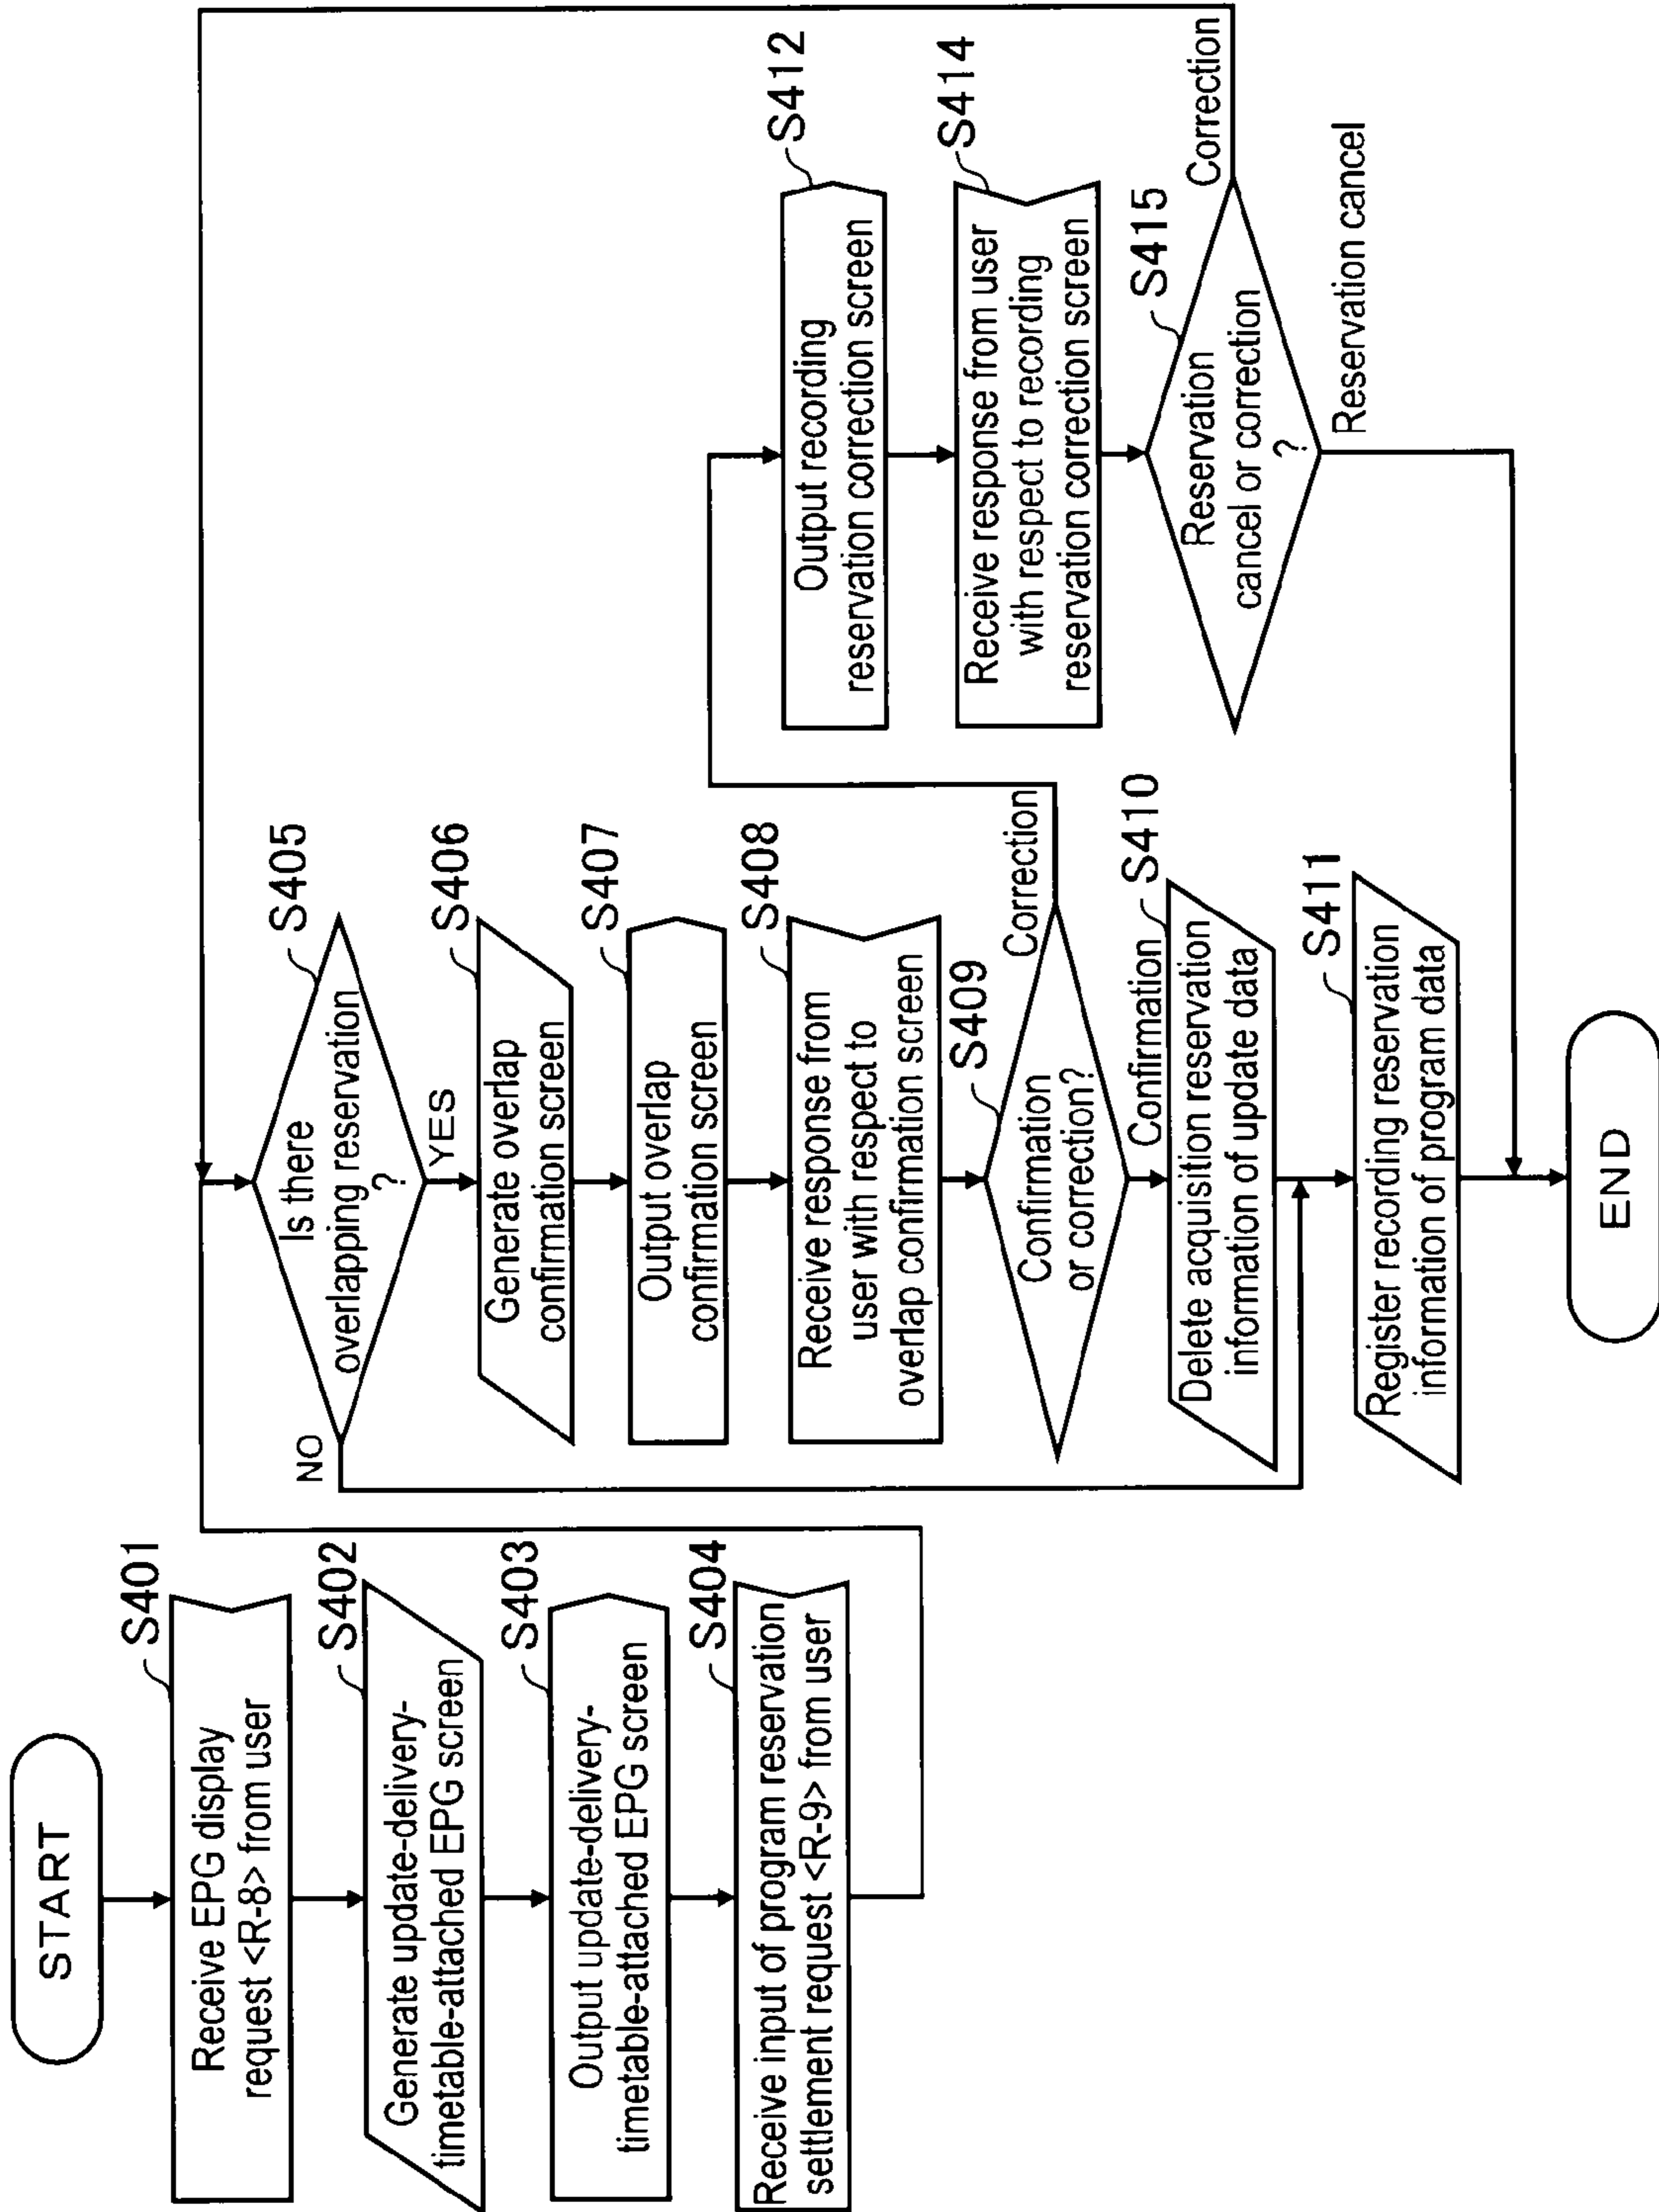 START
S401
Receive EPG display
request <R-8> from user
S402
Generate update-delivery-
timetable-attached EPG screen
S403
Output update-delivery-
timetable-attached EPG screen
S404
Receive input of program reservation
settlement request <R-9> from user
S405
Is there
overlapping reservation
?
NO
YES
S406
Generate overlap
confirmation screen
S407
Output overlap
confirmation screen
S408
Receive response from
user with respect to
overlap confirmation screen
S409
Confirmation
or correction?
Correction
Confirmation
S410
Delete acquisition reservation
information of update data
S411
Register recording reservation
information of program data
END
S412
Output recording
reservation correction screen
S414
Receive response from user
with respect to recording
reservation correction screen
S415
Reservation
cancel or correction
?
Correction
Reservation cancel